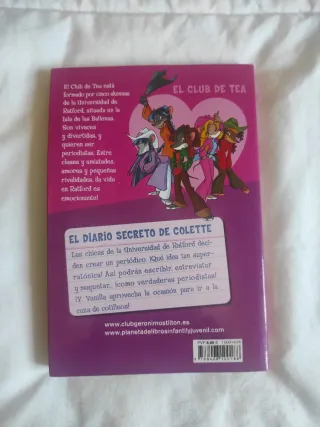 El Club de Tea está
formado por cinco alumnas
de la Universidad de
Ratford, situada en la
Isla de las Ballenas.
Son vivaces
y divertidas, y
quieren ser
periodistas. Entre
clases y amistades,
amores y pequeñas
rivalidades, ¡la vida
en Ratford es
emocionante!
EL CLUB DE TEA
EL DIARIO SECRETO DE COLETTE
Las chicas de la Universidad de Ratford deci-
den crear un periódico. ¡Qué idea tan super-
ratónica! Así podrás escribir, entrevistar
y maquetar, ¡como verdaderas periodistas!
¡Y Vanilla aprovecha la ocasión para ir a la
caza de cotilleos!
www.clubgeronimostilton.es
www.planetadelibrosinfantilyjuvenil.com